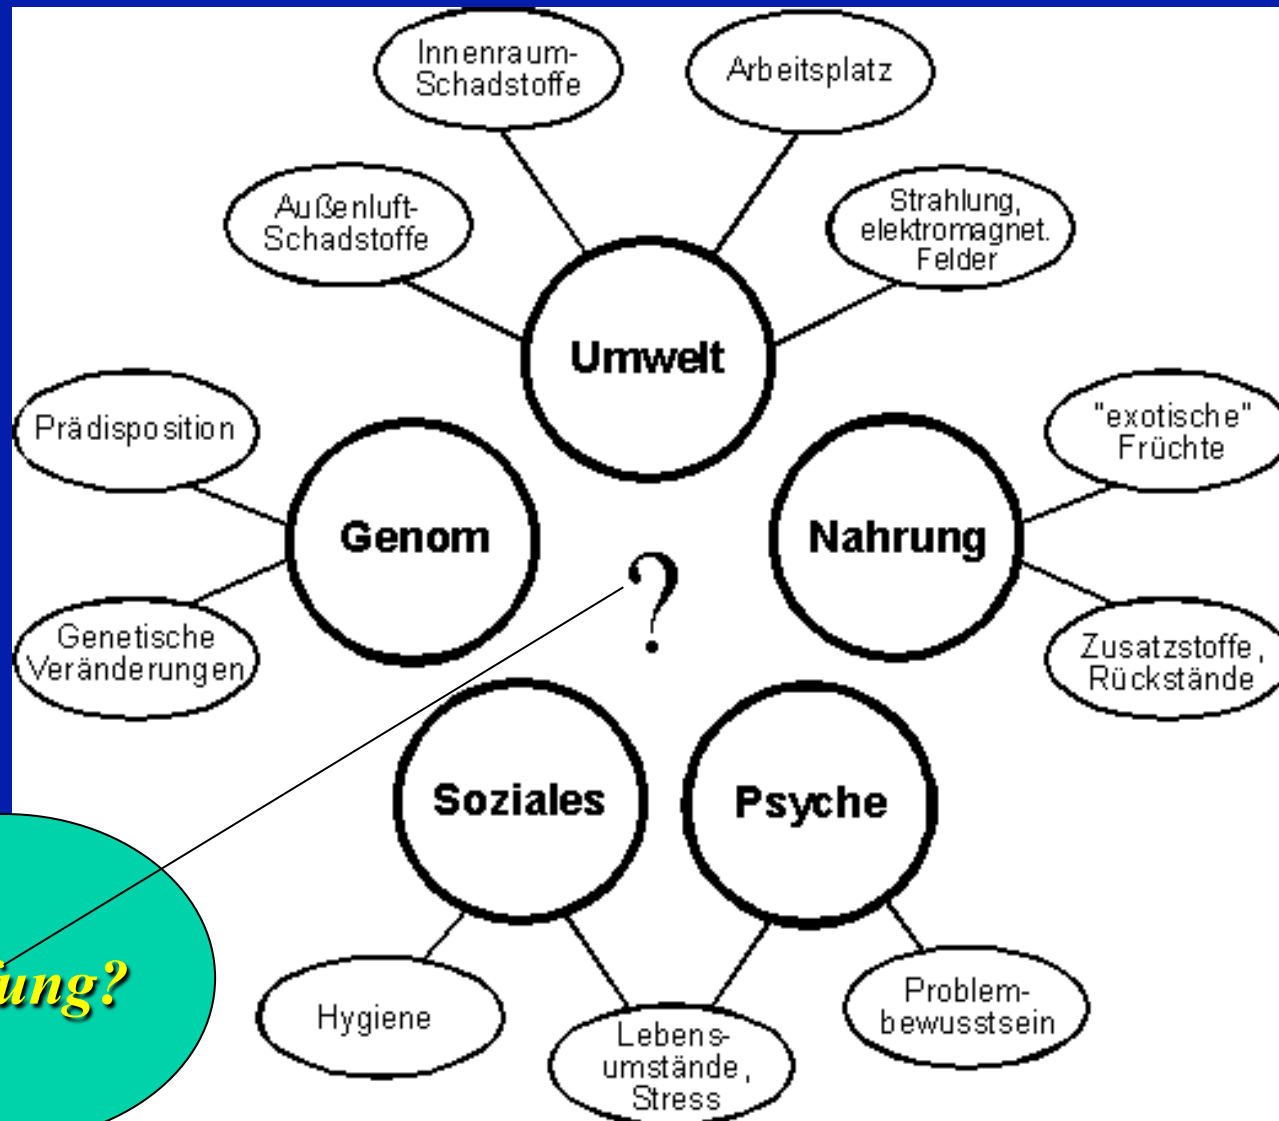 Innenraum-
Schadstoffe
Arbeitsplatz
Außenluft-
Schadstoffe
Strahlung,
elektromagnet.
Felder
Umwelt
Prädisposition
"exotische"
Früchte
Genom
Nahrung
?
Genetische
Veränderungen
Zusatzstoffe,
Rückstände
Soziales
Psyche
Hygiene
Lebens-
umstände,
Stress
Problem-
bewusstsein